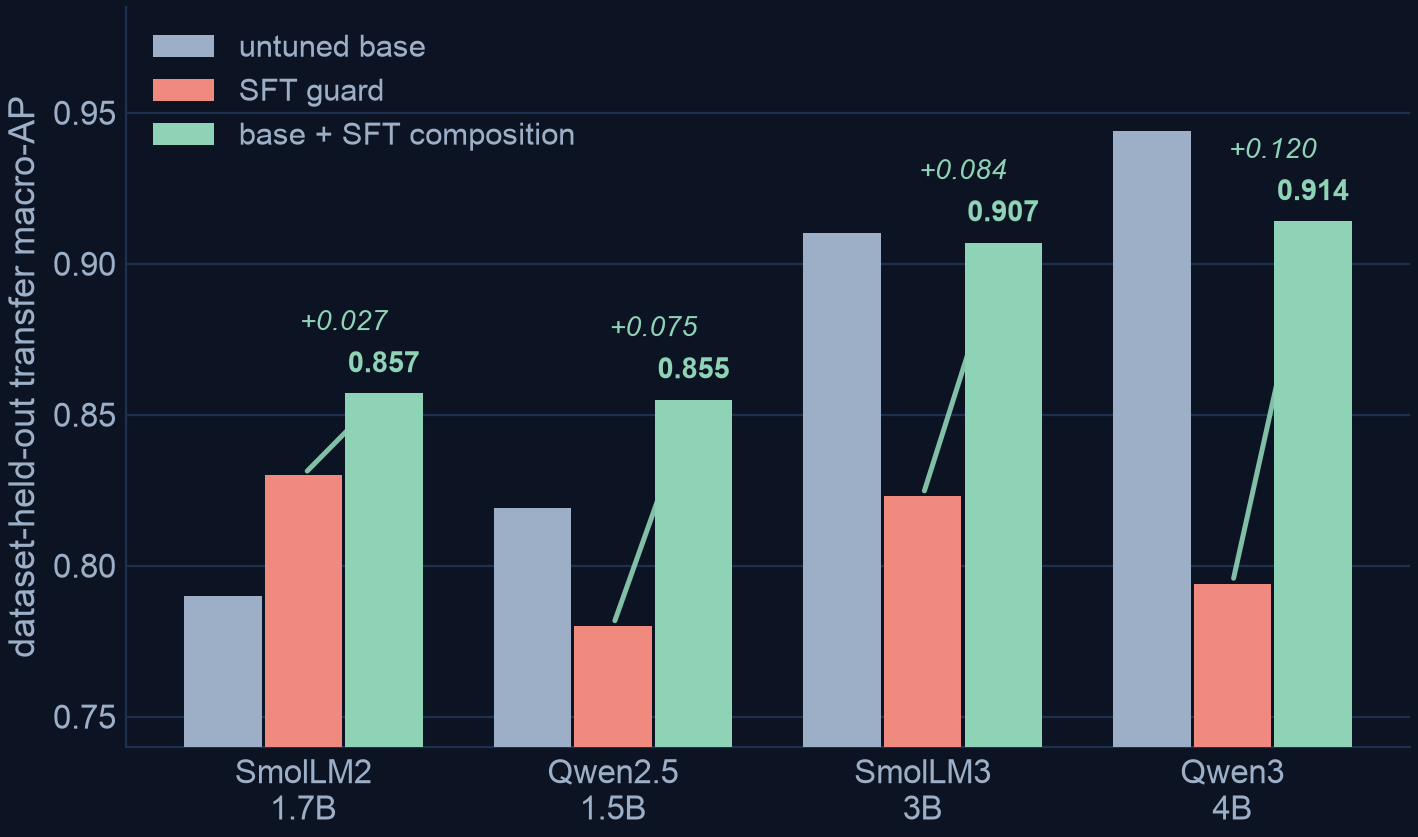 untuned base
SFT guard
base + SFT composition
dataset-held-out transfer macro-AP
0.95
0.90
0.85
0.80
0.75
+0.027
0.857
+0.075
0.855
+0.084
0.907
+0.120
0.914
SmolLM2
1.7B
Qwen2.5
1.5B
SmolLM3
3B
Qwen3
4B